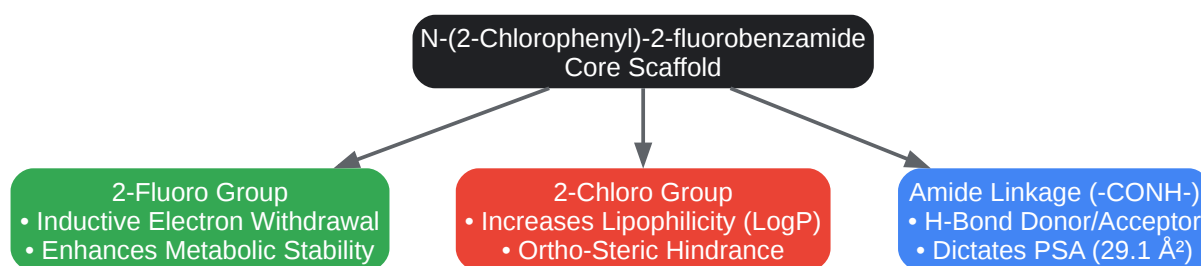 N-(2-Chlorophenyl)-2-fluorobenzamide
Core Scaffold
2-Fluoro Group
• Inductive Electron Withdrawal
• Enhances Metabolic Stability
2-Chloro Group
• Increases Lipophilicity (LogP)
• Ortho-Steric Hindrance
Amide Linkage (-CONH-)
• H-Bond Donor/Acceptor
• Dictates PSA (29.1 Å²)